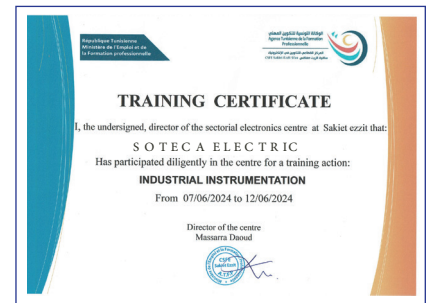 République Tunisienne
Ministère de l'Emploi et de
la Formation professionnelle
الوكالة التونسية للتكوين المهني
Agence Tunisienne de la Formation
Professionnelle
TRAINING CERTIFICATE
I, the undersigned, director of the sectorial electronics centre at Sakiet ezzit that:
SOTECA ELECTRIC
Has participated diligently in the centre for a training action:
INDUSTRIAL INSTRUMENTATION
From 07/06/2024 to 12/06/2024
Director of the centre
Massarra Daoud